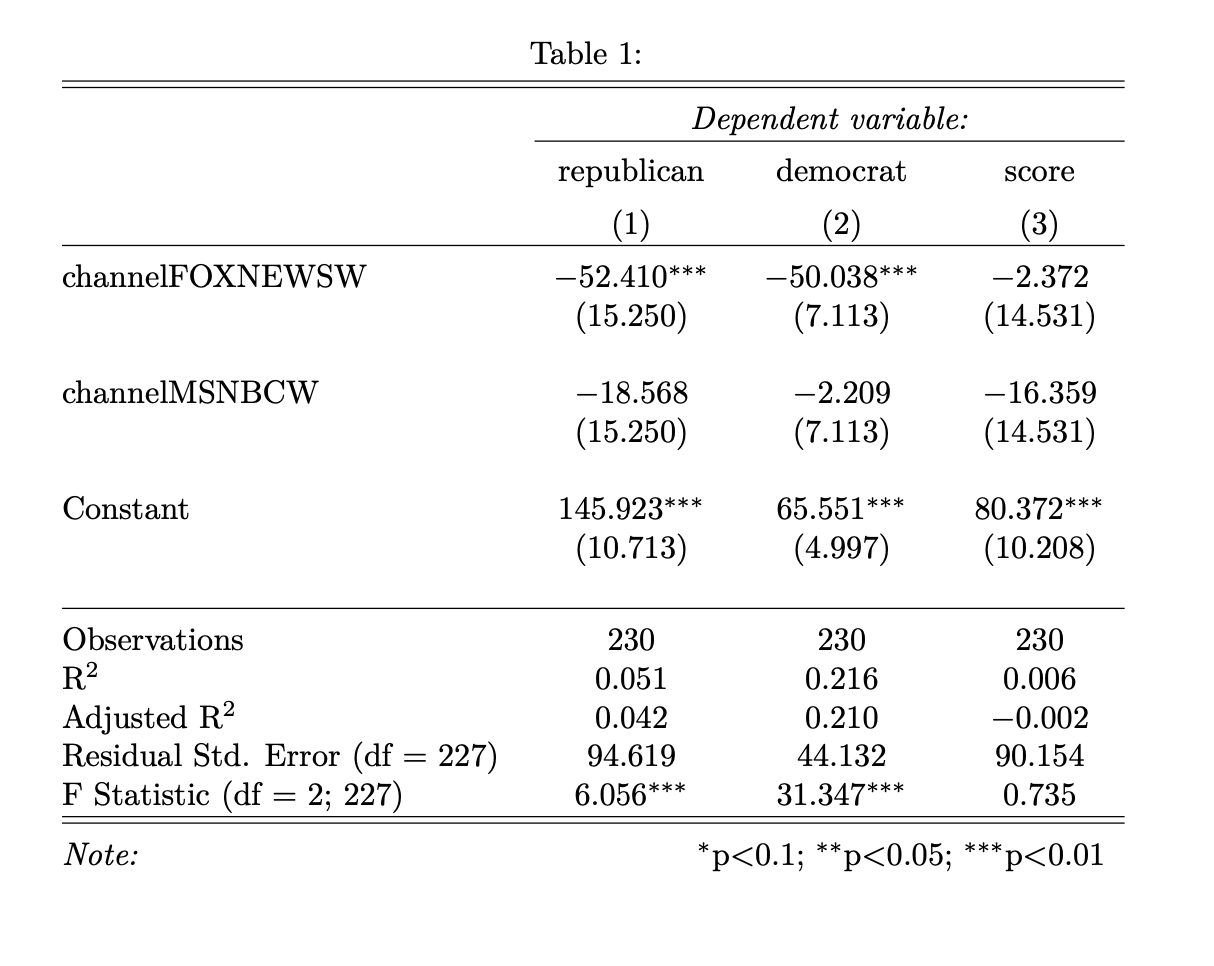 Table 1:
Dependent variable:
republican democrat score
(1) (2) (3)
channelFOXNEWSW −52.410*** −50.038*** −2.372
(15.250) (7.113) (14.531)
channelMSNBCW −18.568 −2.209 −16.359
(15.250) (7.113) (14.531)
Constant 145.923*** 65.551*** 80.372***
(10.713) (4.997) (10.208)
Observations 230 230 230
R² 0.051 0.216 0.006
Adjusted R² 0.042 0.210 −0.002
Residual Std. Error (df = 227) 94.619 44.132 90.154
F Statistic (df = 2; 227) 6.056*** 31.347*** 0.735
Note: *p<0.1; **p<0.05; ***p<0.01